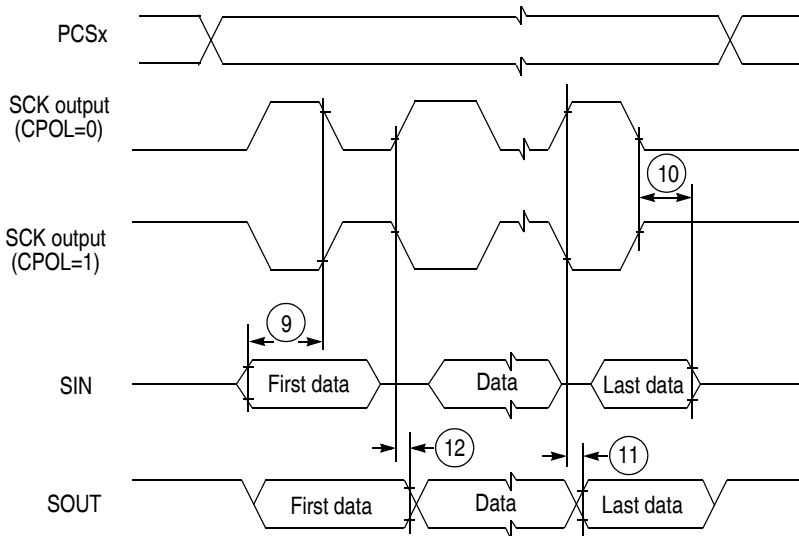 PCSx
SCK output
(CPOL=0)
10
SCK output
(CPOL=1)
9
SIN
First data
Data
Last data
12
11
SOUT
First data
Data
Last data